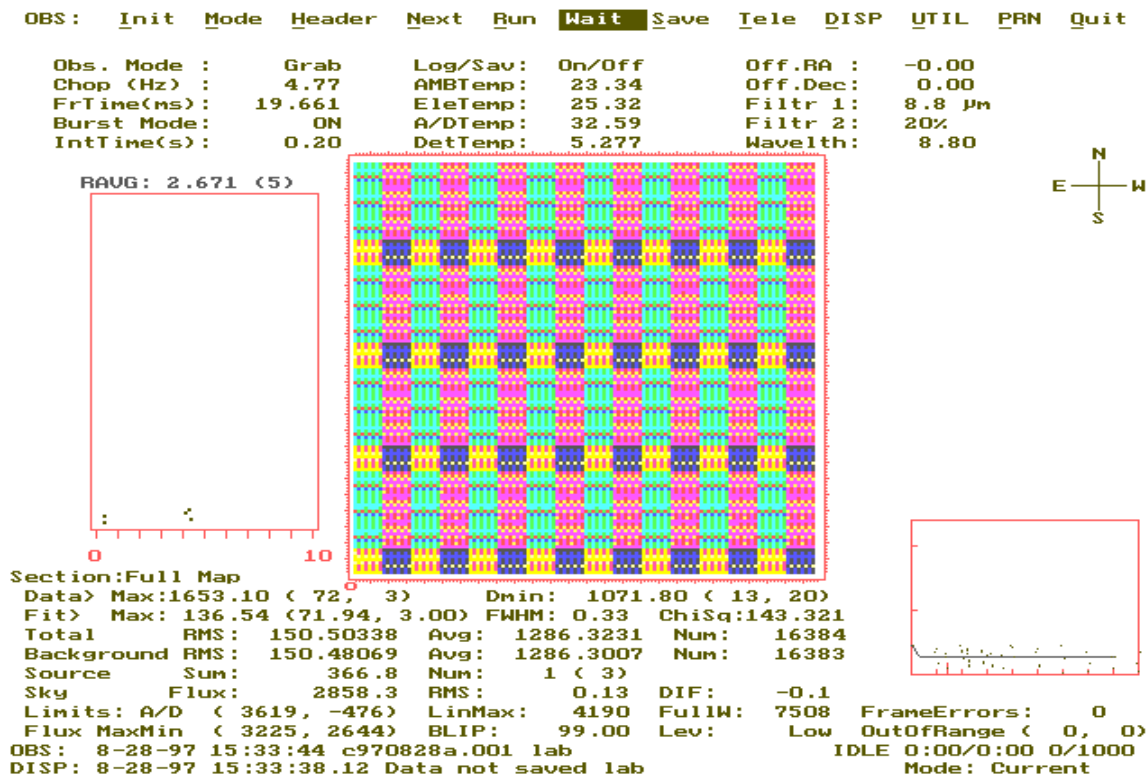 OBS: Init Mode Header Next Run Wait Save Tele DISP UTIL PRN Quit
Obs. Mode : Grab Log/Sav: On/Off Off.RA : -0.00
Chop (Hz) : 4.77 AMBTemp: 23.34 Off.Dec: 0.00
FrTime(ms): 19.661 EleTemp: 25.32 Filtr 1: 8.8 µm
Burst Mode: ON A/DTemp: 32.59 Filtr 2: 20%
IntTime(s): 0.20 DetTemp: 5.277 Wavelth: 8.80
N
E W
S
RAVG: 2.671 (5)
0 10
0
Section:Full Map
Data> Max:1653.10 ( 72, 3) Dmin: 1071.80 ( 13, 20)
Fit> Max: 136.54 (71.94, 3.00) FWHM: 0.33 ChiSq:143.321
Total RMS: 150.50338 Avg: 1286.3231 Num: 16384
Background RMS: 150.48069 Avg: 1286.3007 Num: 16383
Source Sum: 366.8 Num: 1 ( 3)
Sky Flux: 2858.3 RMS: 0.13 DIF: -0.1
Limits: A/D ( 3619, -476) LinMax: 4190 FullW: 7508 FrameErrors: 0
Flux MaxMin ( 3225, 2644) BLIP: 99.00 Lev: Low OutOfRange ( 0, 0)
OBS: 8-28-97 15:33:44 c970828a.001 lab IDLE 0:00/0:00 0/1000
DISP: 8-28-97 15:33:38.12 Data not saved lab Mode: Current